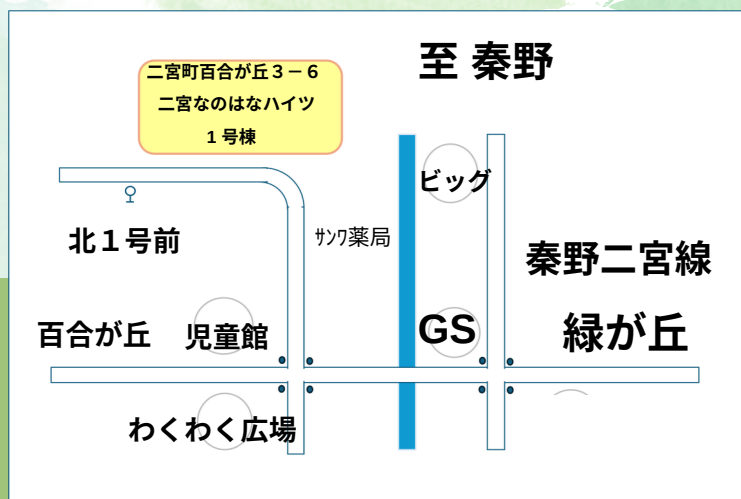 至 秦野
二宮町百合が丘３－６
二宮なのはなハイツ
１号棟
ビッグ
北１号前
ｻﾝﾜ薬局
秦野二宮線
百合が丘
児童館
GS
緑が丘
わくわく広場